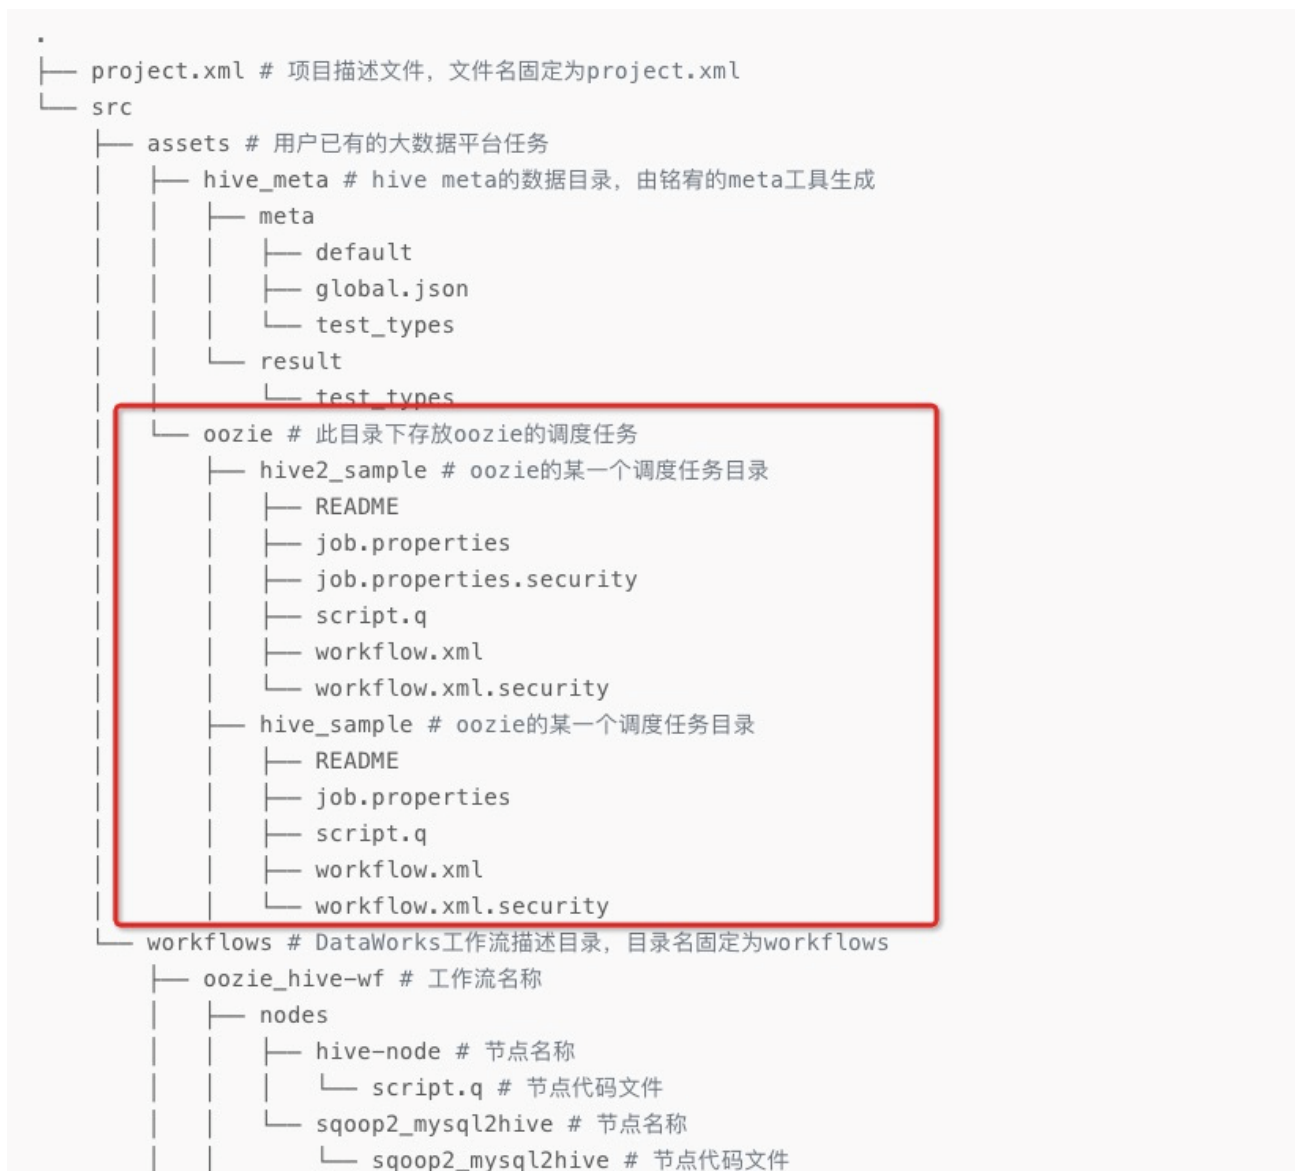 .
├── project.xml # 项目描述文件，文件名固定为project.xml
└── src
    ├── assets # 用户已有的大数据平台任务
    │   ├── hive_meta # hive meta的数据目录，由铭宥的meta工具生成
    │   │   ├── meta
    │   │   │   ├── default
    │   │   │   ├── global.json
    │   │   │   └── test_types
    │   │   └── result
    │   │       └── test_types
    │   └── oozie # 此目录下存放oozie的调度任务
    │       ├── hive2_sample # oozie的某一个调度任务目录
    │       │   ├── README
    │       │   ├── job.properties
    │       │   ├── job.properties.security
    │       │   ├── script.q
    │       │   ├── workflow.xml
    │       │   └── workflow.xml.security
    │       ├── hive_sample # oozie的某一个调度任务目录
    │       │   ├── README
    │       │   ├── job.properties
    │       │   ├── script.q
    │       │   ├── workflow.xml
    │       │   └── workflow.xml.security
    └── workflows # DataWorks工作流描述目录，目录名固定为workflows
        ├── oozie_hive-wf # 工作流名称
        │   ├── nodes
        │   │   ├── hive-node # 节点名称
        │   │   │   └── script.q # 节点代码文件
        │   │   └── sqoop2_mysql2hive # 节点名称
        │   │       └── sqoop2_mysql2hive # 节点代码文件